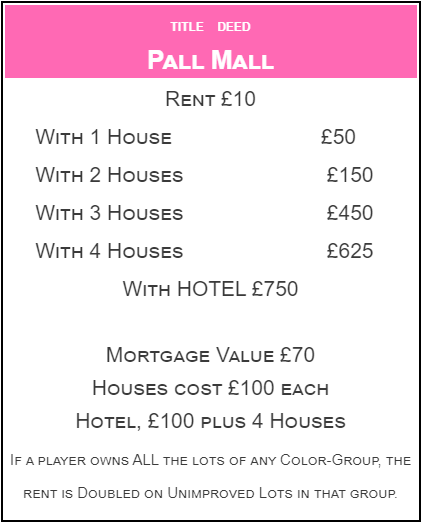 TITLE DEED
PALL MALL
RENT £10
WITH 1 HOUSE £50
WITH 2 HOUSES £150
WITH 3 HOUSES £450
WITH 4 HOUSES £625
WITH HOTEL £750
MORTGAGE VALUE £70
HOUSES COST £100 EACH
HOTEL, £100 PLUS 4 HOUSES
IF A PLAYER OWNS ALL THE LOTS OF ANY COLOR-GROUP, THE
RENT IS DOUBLED ON UNIMPROVED LOTS IN THAT GROUP.